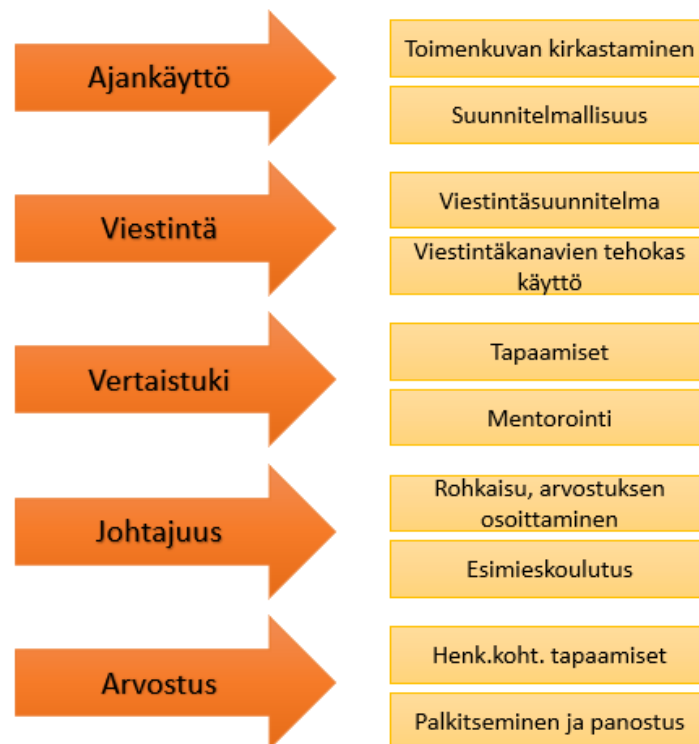 Ajankäyttö
Toimenkuvan kirkastaminen
Suunnitelmallisuus
Viestintä
Viestintäsuunnitelma
Viestintäkanavien tehokas
käyttö
Vertaistuki
Tapaamiset
Mentorointi
Johtajuus
Rohkaisu, arvostuksen
osoittaminen
Esimieskoulutus
Arvostus
Henk.koht. tapaamiset
Palkitseminen ja panostus